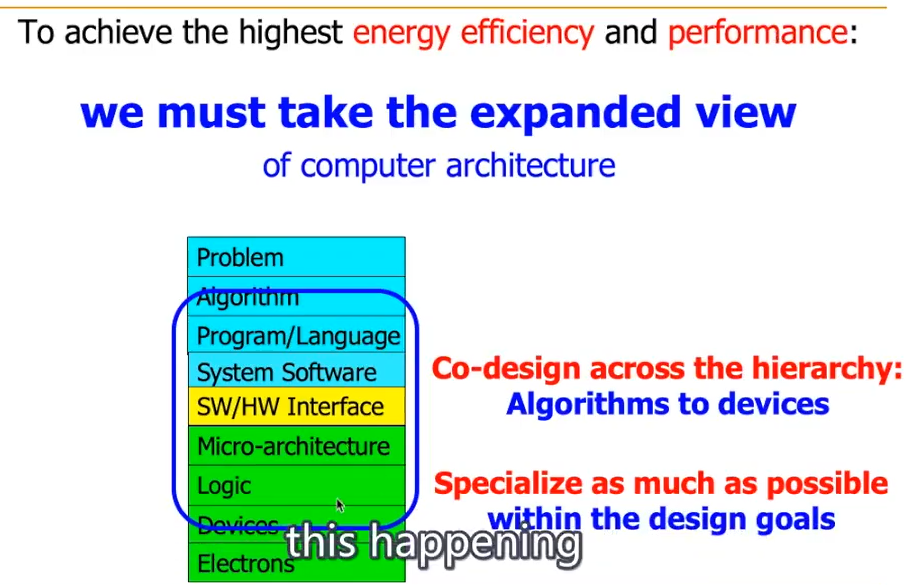 To achieve the highest energy efficiency and performance:
we must take the expanded view
of computer architecture
Problem
Algorithm
Program/Language
System Software
SW/HW Interface
Micro-architecture
Logic
Devices
Electrons
Co-design across the hierarchy:
Algorithms to devices
Specialize as much as possible
within the design goals
this happening